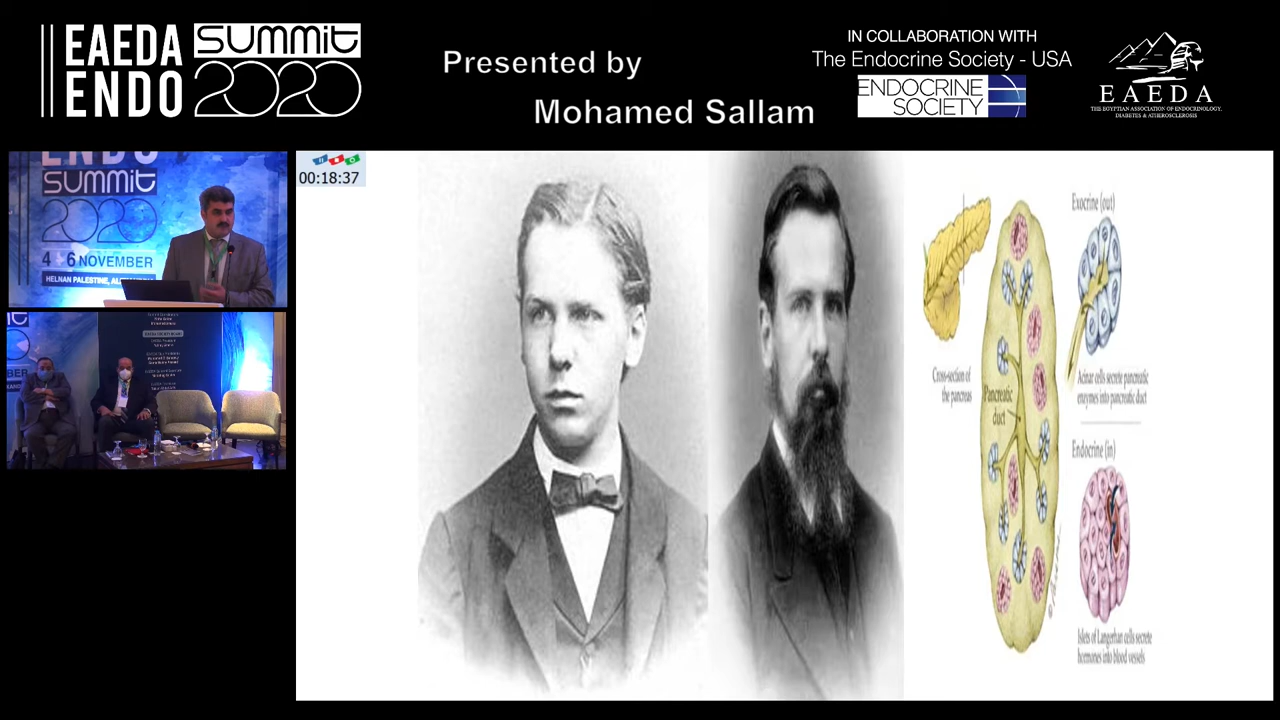 EAEDA
ENDO
SUMMIT
2020
Presented by
Mohamed Sallam
IN COLLABORATION WITH
The Endocrine Society - USA
ENDOCRINE
SOCIETY
EAEDA
THE EGYPTIAN ASSOCIATION OF ENDOCRINOLOGY,
DIABETES & ATHEROSCLEROSIS
ENDO
SUMMIT
2020
4 - 6 NOVEMBER
HELNAN PALESTINE,
00:18:37
Exocrine (out)
Cross-section of
the pancreas
Pancreatic
duct
Acinar cells secrete pancreatic
enzymes into pancreatic duct
Endocrine (in)
Islets of Langerhan cells secrete
hormones into blood vessels